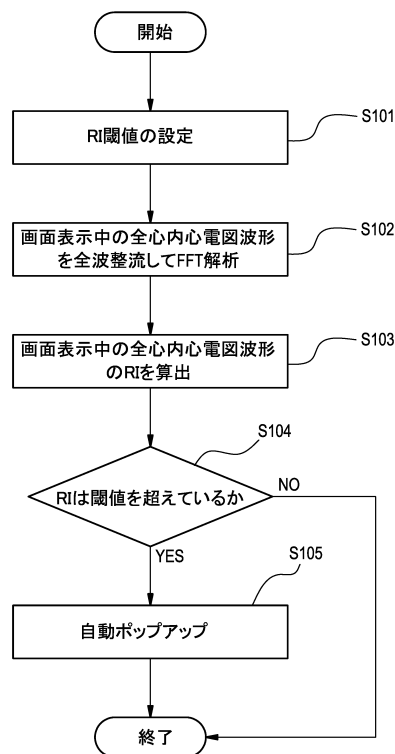 開始
RI閾値の設定
S101
画面表示中の全心内心電図波形
を全波整流してFFT解析
S102
画面表示中の全心内心電図波形
のRIを算出
S103
S104
RIは閾値を超えているか
NO
YES
S105
自動ポップアップ
終了